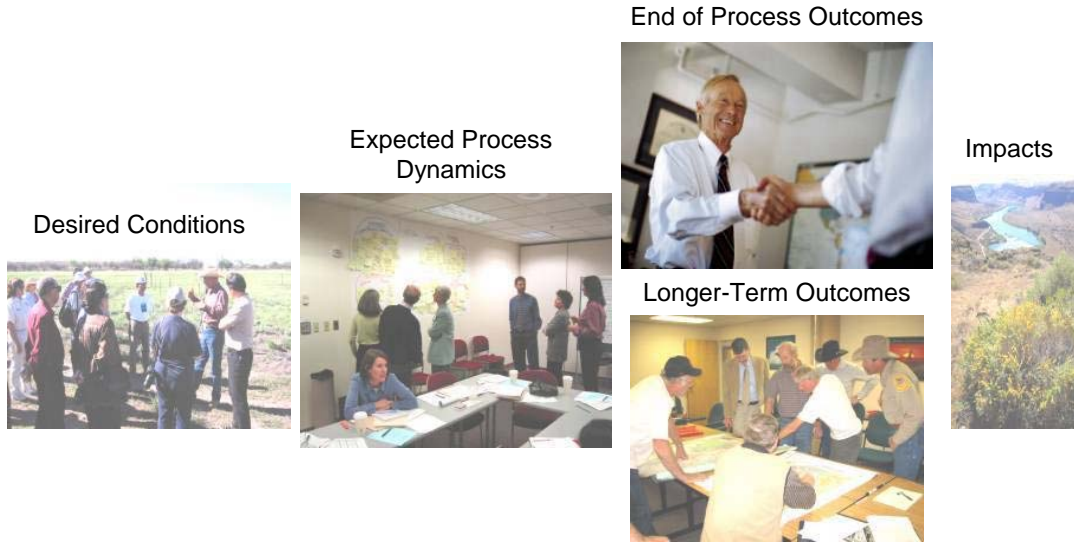 End of Process Outcomes
Expected Process
Dynamics
Impacts
Desired Conditions
Longer-Term Outcomes